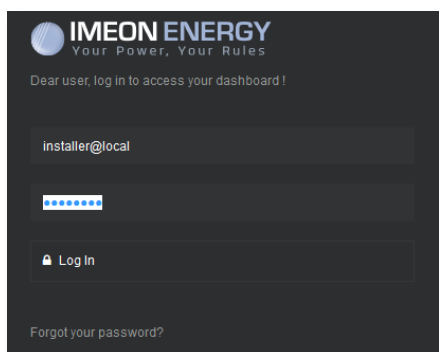 IMEON ENERGY
Your Power, Your Rules
Dear user, log in to access your dashboard !
installer@local
••••••••
Log In
Forgot your password?